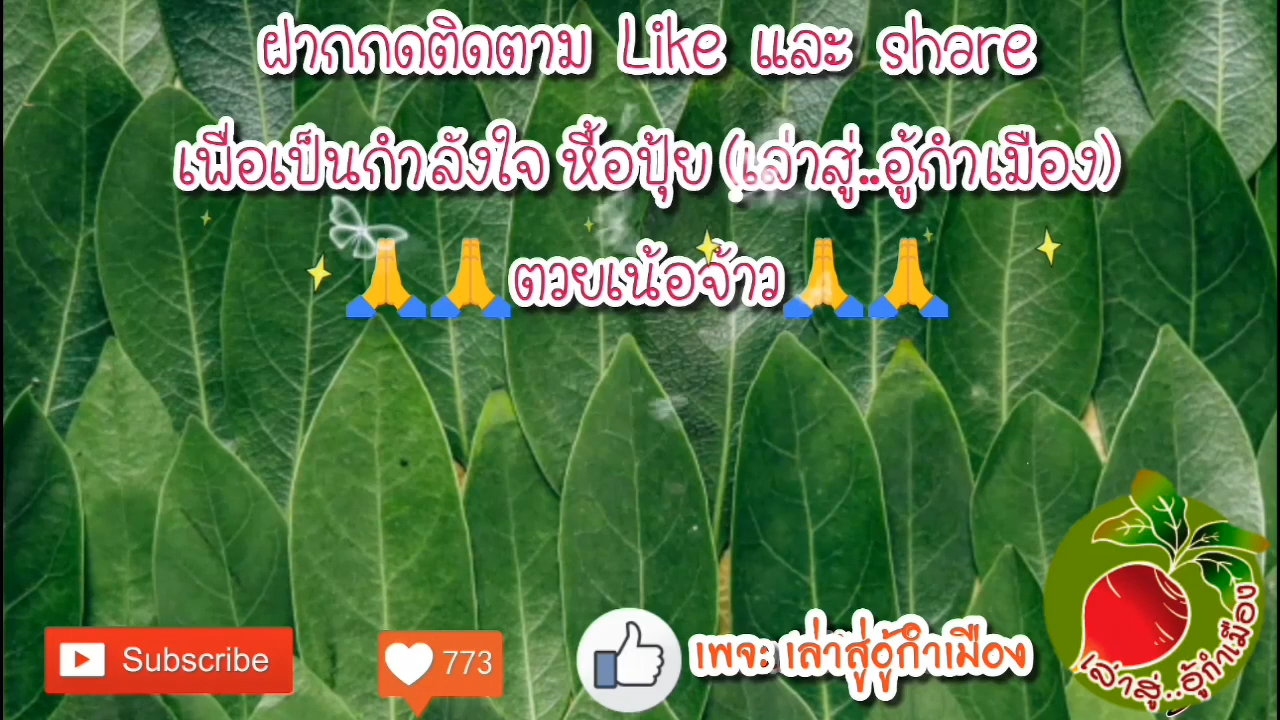 ฝากกดติดตาม Like และ share
เพื่อเป็นกำลังใจ หื้อปุ้ย (เล่าสู่..อู้กำเมือง)
ตวยเน้อจ้าว
Subscribe
773
เพจ: เล่าสู่อู้กำเมือง
เล่าสู่..อู้กำเมือง